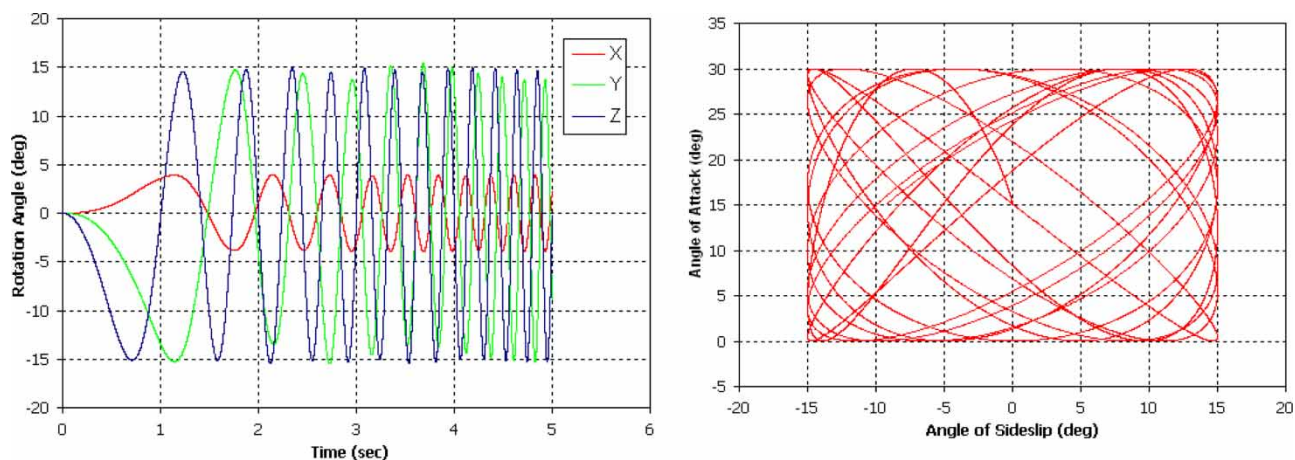 20
15
10
5
0
-5
-10
-15
-20
Rotation Angle (deg)
0 1 2 3 4 5 6
Time (sec)
X
Y
Z
35
30
25
20
15
10
5
0
-5
Angle of Attack (deg)
-20 -15 -10 -5 0 5 10 15 20
Angle of Sideslip (deg)